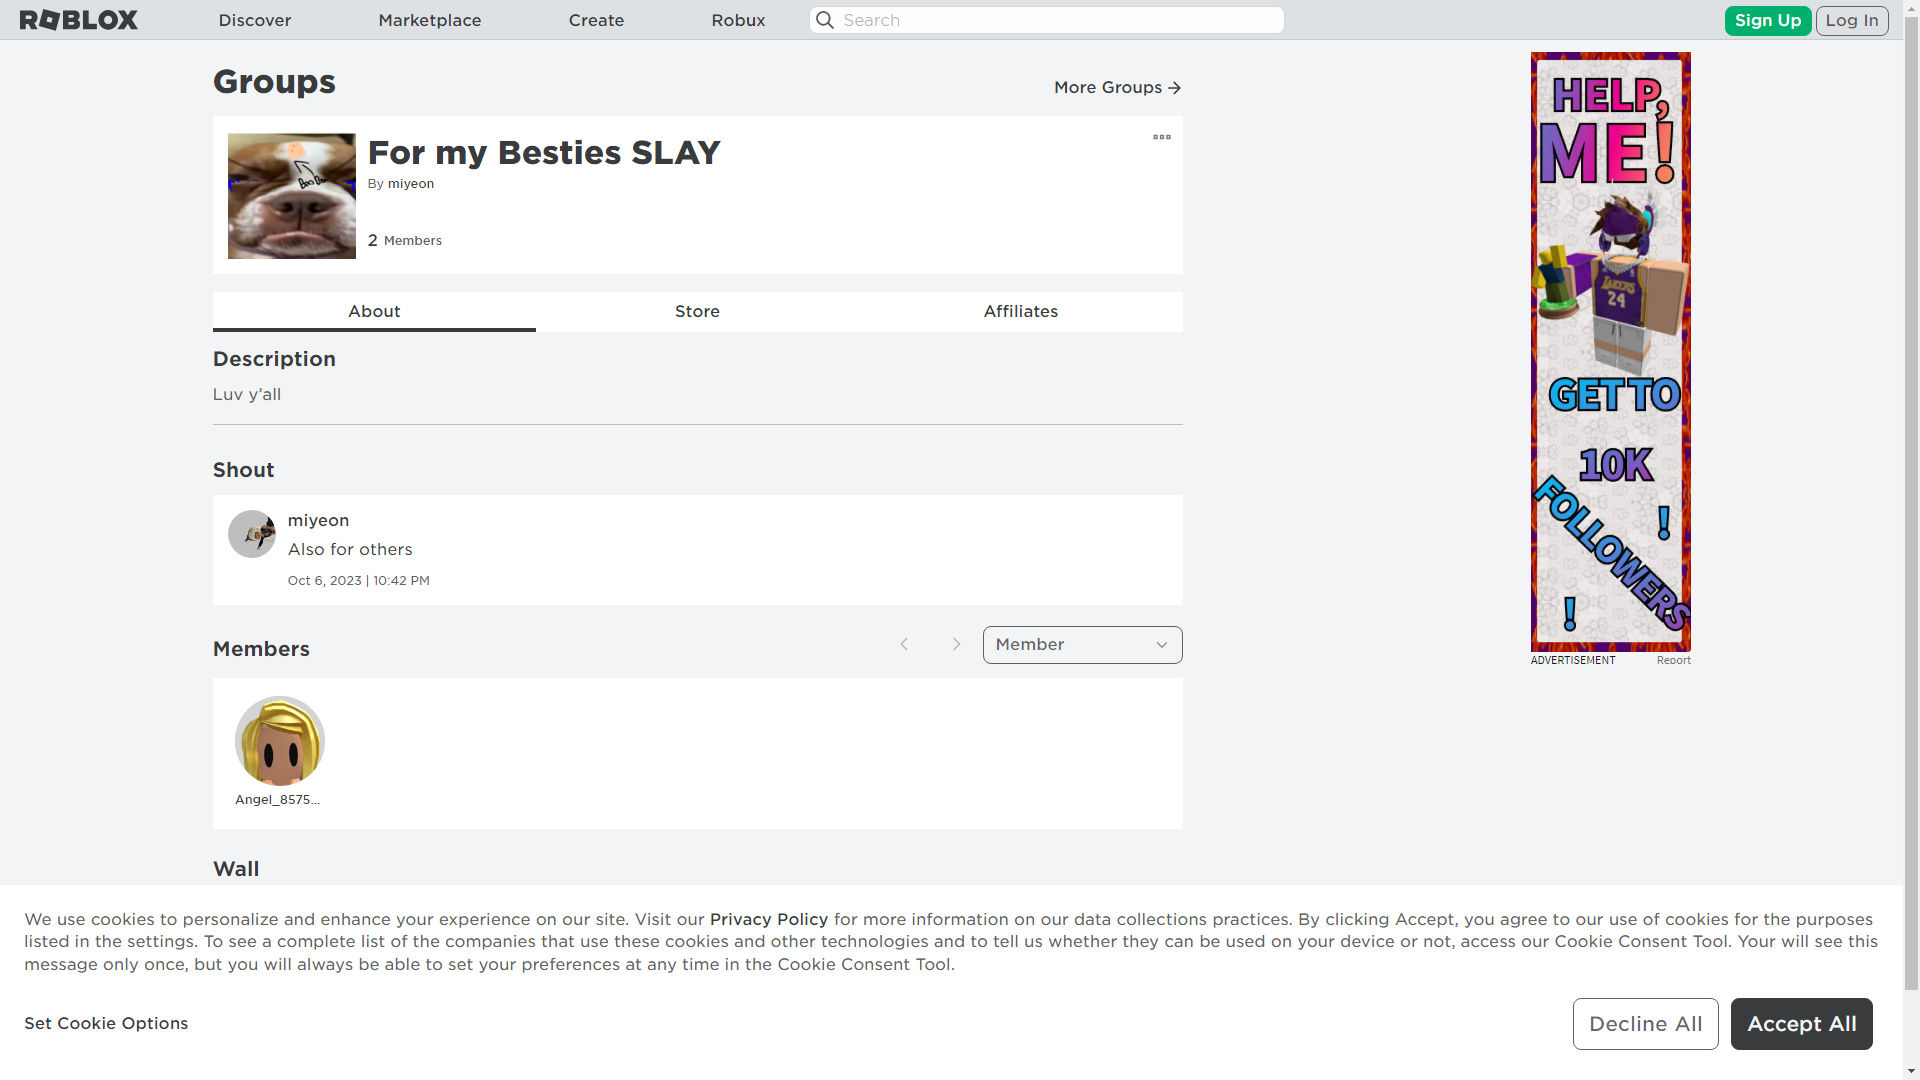 ROBLOX
Discover
Marketplace
Create
Robux
Search
Sign Up
Log In
Groups
More Groups
For my Besties SLAY
By miyeon
2 Members
About
Store
Affiliates
Description
Luv y’all
Shout
miyeon
Also for others
Oct 6, 2023 | 10:42 PM
Members
Member
Angel_8575...
Wall
HELP,
ME!
LAKERS
24
GET TO
10K
FOLLOWERS
!
!
ADVERTISEMENT
Report
We use cookies to personalize and enhance your experience on our site. Visit our Privacy Policy for more information on our data collections practices. By clicking Accept, you agree to our use of cookies for the purposes
listed in the settings. To see a complete list of the companies that use these cookies and other technologies and to tell us whether they can be used on your device or not, access our Cookie Consent Tool. Your will see this
message only once, but you will always be able to set your preferences at any time in the Cookie Consent Tool.
Set Cookie Options
Decline All
Accept All